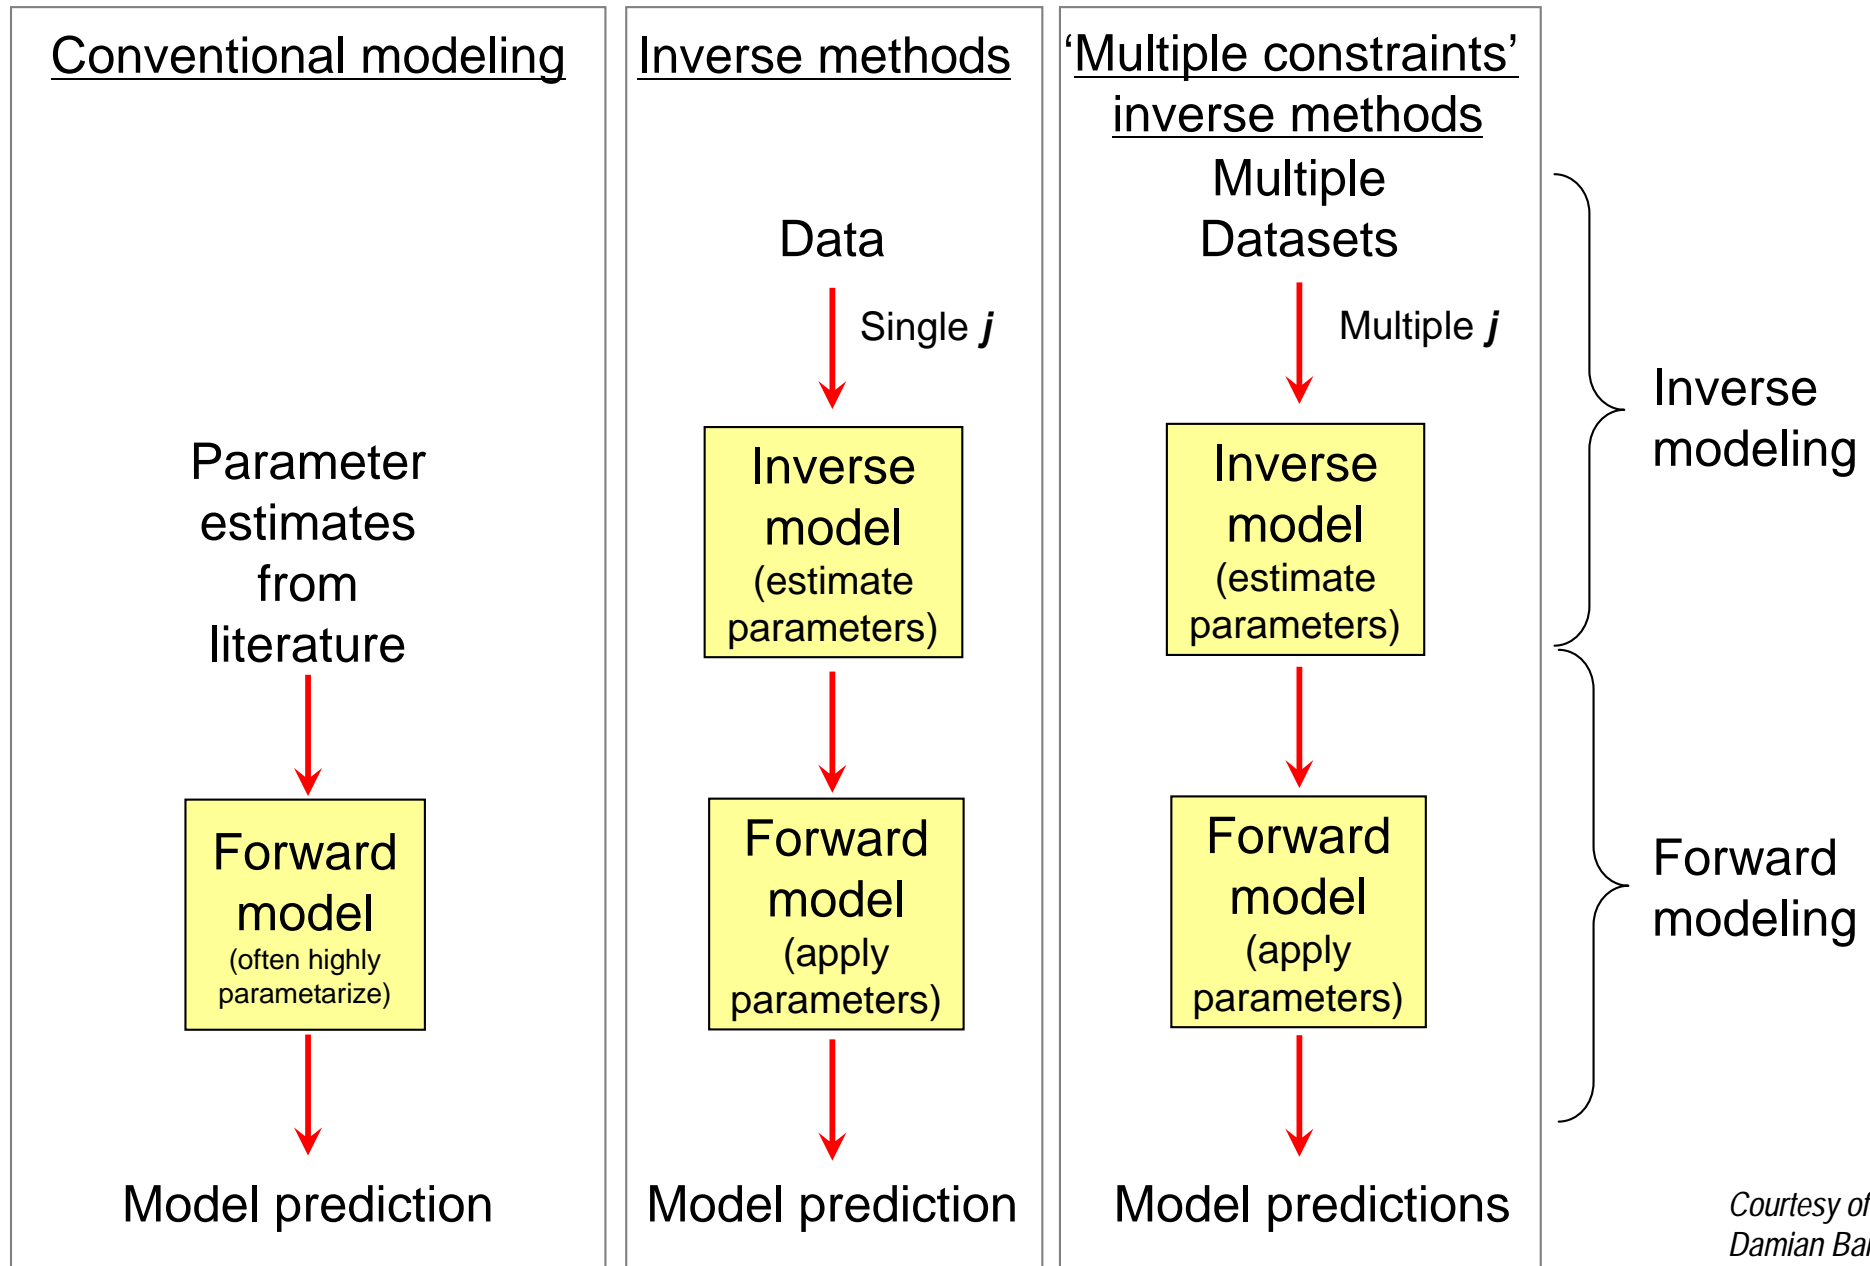 Conventional modeling
Parameter
estimates
from
literature
Forward
model
(often highly
parametarize)
Model prediction
Inverse methods
Data
Single j
Inverse
model
(estimate
parameters)
Forward
model
(apply
parameters)
Model prediction
‘Multiple constraints’
inverse methods
Multiple
Datasets
Multiple j
Inverse
model
(estimate
parameters)
Forward
model
(apply
parameters)
Model predictions
Inverse
modeling
Forward
modeling
Courtesy of
Damian